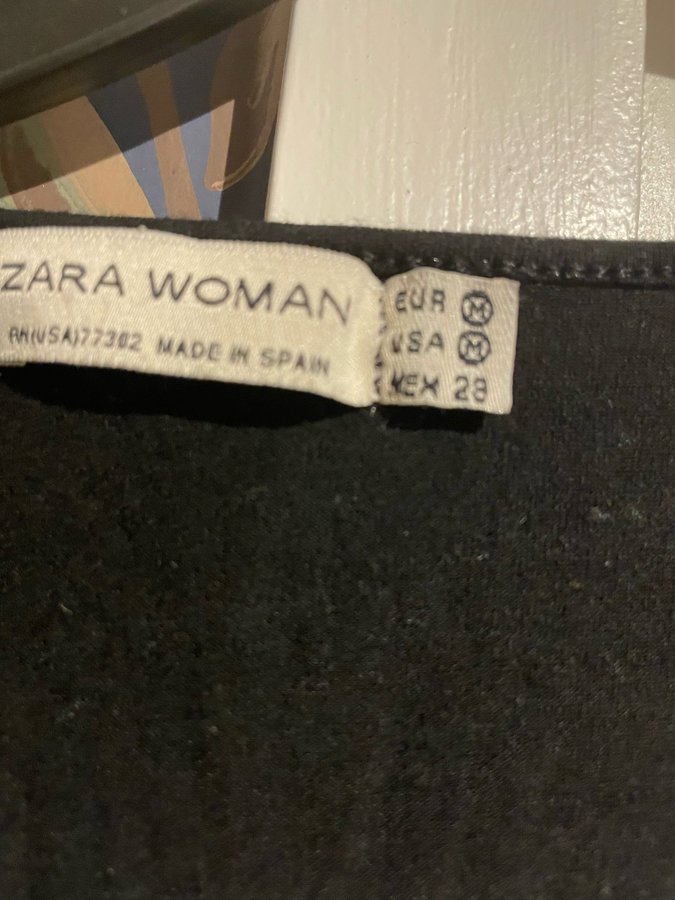 ZARA WOMAN
RN(USA)77302 MADE IN SPAIN
EUR M
USA M
MEX 28